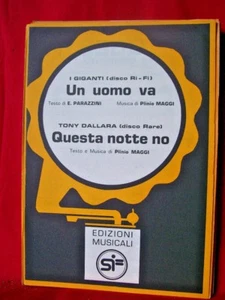 I GIGANTI (disco Ri-Fi)
Un uomo va
Testo di E. PARAZZINI Musica di Plinio MAGGI
TONY DALLARA (disco Rare)
Questa notte no
Testo e Musica di Plinio MAGGI
EDIZIONI
MUSICALI